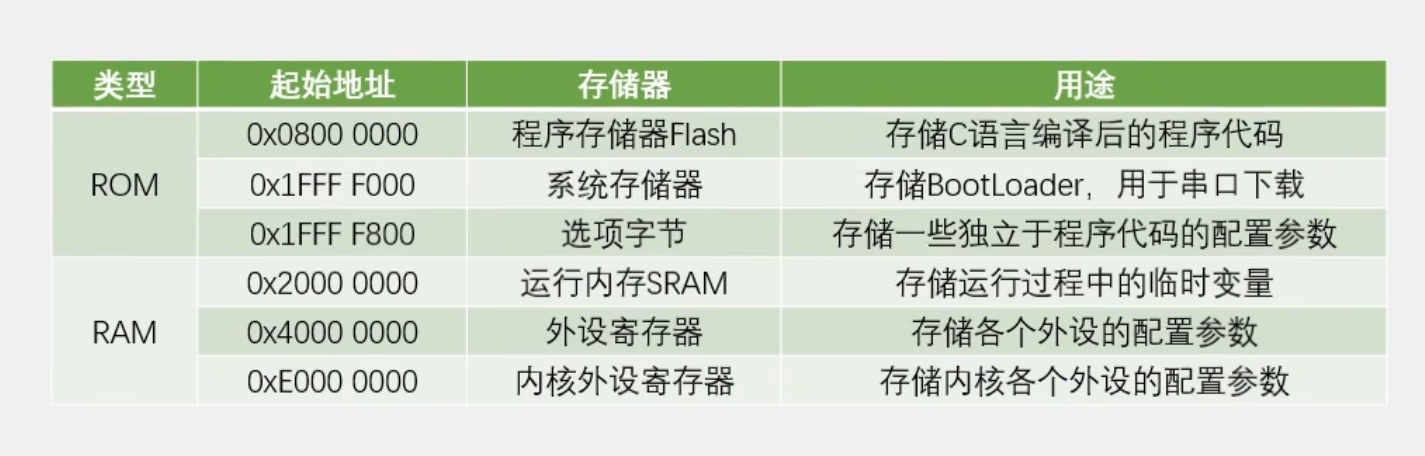 类型 起始地址 存储器 用途
ROM
0x0800 0000 程序存储器Flash 存储C语言编译后的程序代码
0x1FFF F000 系统存储器 存储BootLoader，用于串口下载
0x1FFF F800 选项字节 存储一些独立于程序代码的配置参数
RAM
0x2000 0000 运行内存SRAM 存储运行过程中的临时变量
0x4000 0000 外设寄存器 存储各个外设的配置参数
0xE000 0000 内核外设寄存器 存储内核各个外设的配置参数